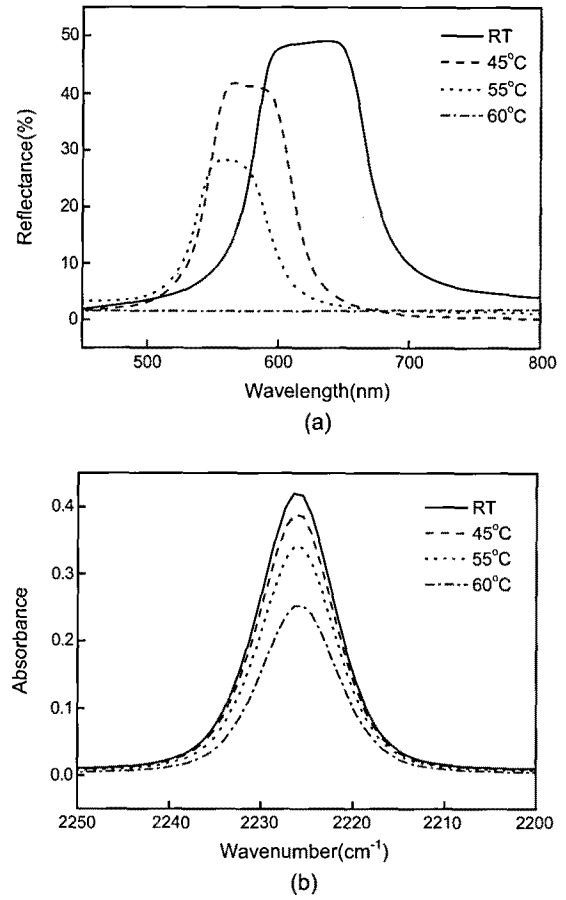 50
40
30
20
10
0
Reflectance(%)
RT
45°C
55°C
60°C
500
600
700
800
Wavelength(nm)
(a)
0.4
0.3
0.2
0.1
0.0
Absorbance
RT
45°C
55°C
60°C
2250
2240
2230
2220
2210
2200
Wavenumber(cm⁻¹)
(b)